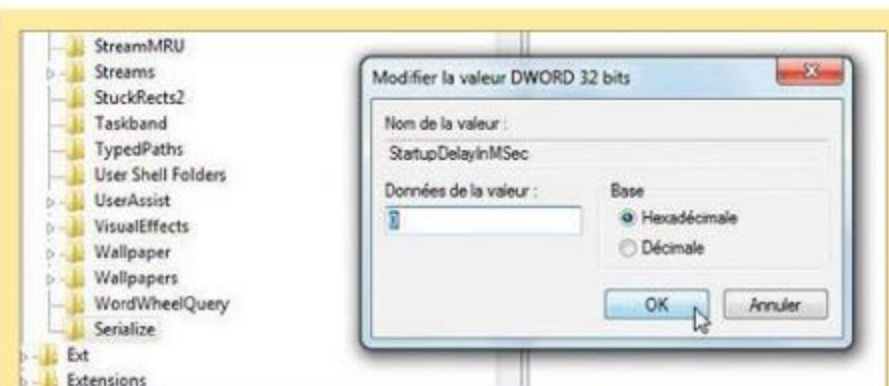 StreamMRU
Streams
StuckRects2
Taskband
TypedPaths
User Shell Folders
UserAssist
VisualEffects
Wallpaper
Wallpapers
WordWheelQuery
Serialize
Ext
Extensions
Modifier la valeur DWORD 32 bits
Nom de la valeur :
StartupDelayInMSec
Données de la valeur :
0
Base
Hexadécimale
Décimale
OK
Annuler